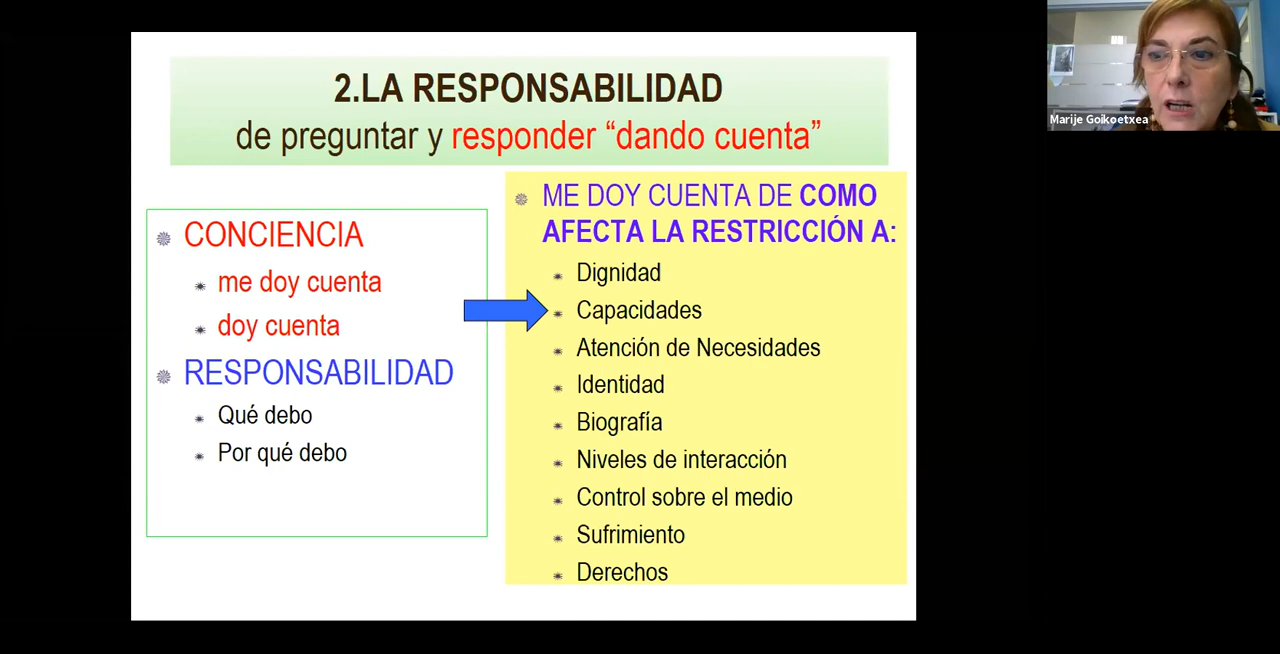 2.LA RESPONSABILIDAD
de preguntar y responder “dando cuenta”
CONCIENCIA
me doy cuenta
doy cuenta
RESPONSABILIDAD
Qué debo
Por qué debo
ME DOY CUENTA DE COMO
AFECTA LA RESTRICCIÓN A:
Dignidad
Capacidades
Atención de Necesidades
Identidad
Biografía
Niveles de interacción
Control sobre el medio
Sufrimiento
Derechos
Marije Goikoetxea